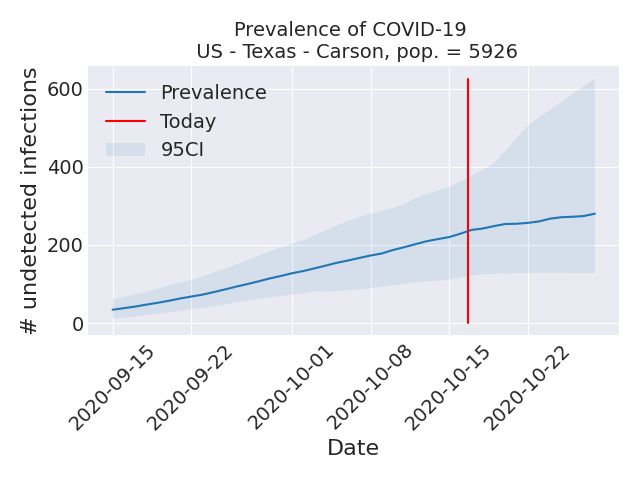 Prevalence of COVID-19
US - Texas - Carson, pop. = 5926
# undetected infections
600
400
200
0
Prevalence
Today
95CI
2020-09-15
2020-09-22
2020-10-01
2020-10-08
2020-10-15
2020-10-22
Date